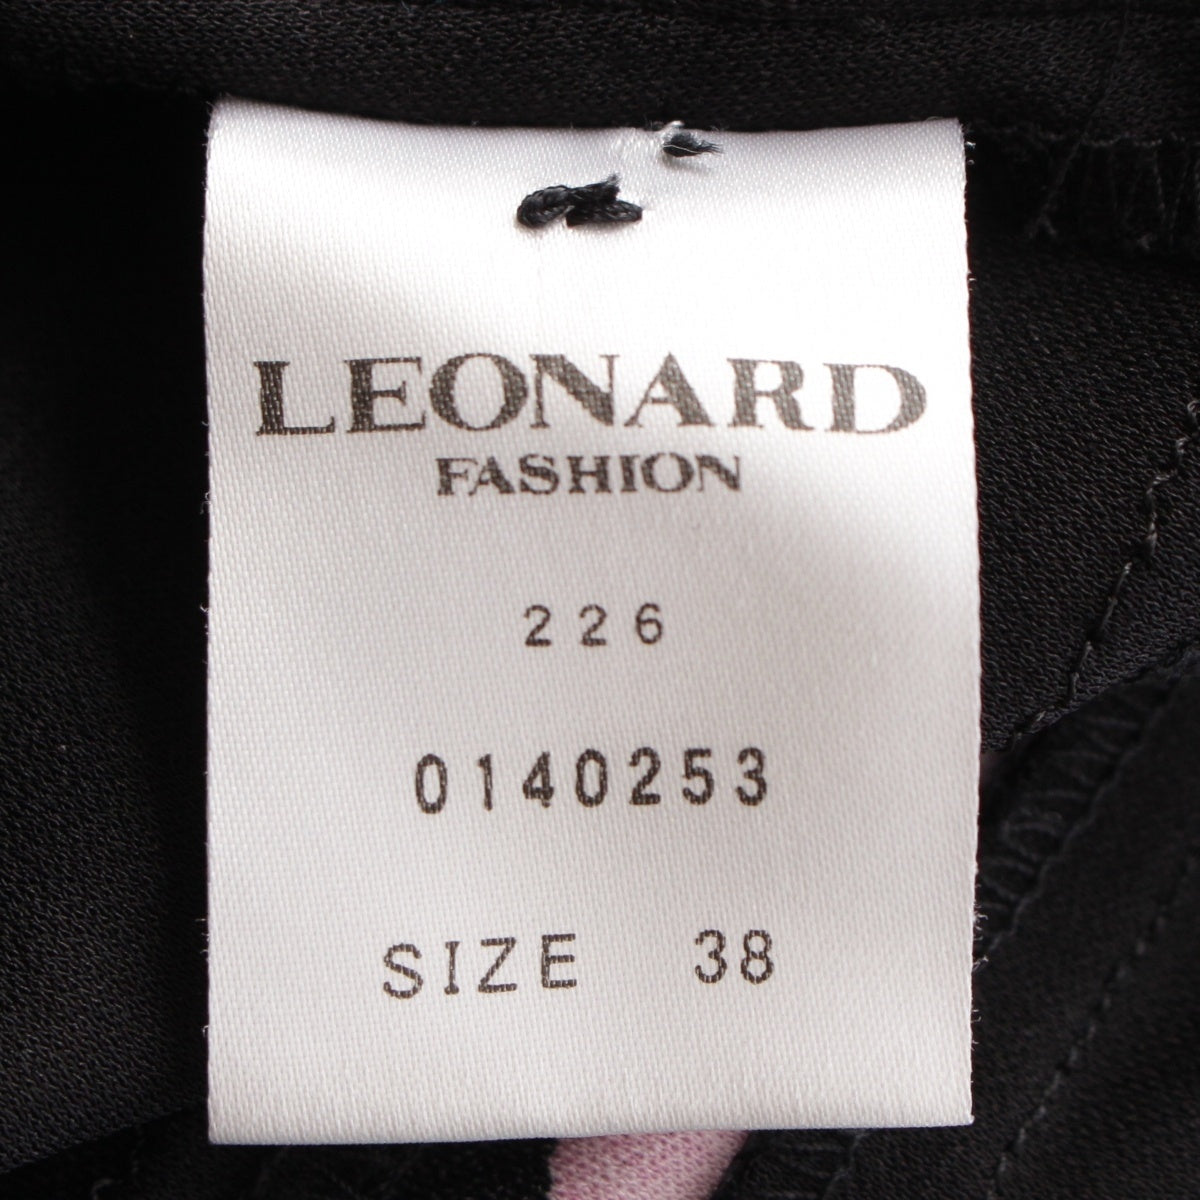 LEONARD
FASHION
226
0140253
SIZE 38